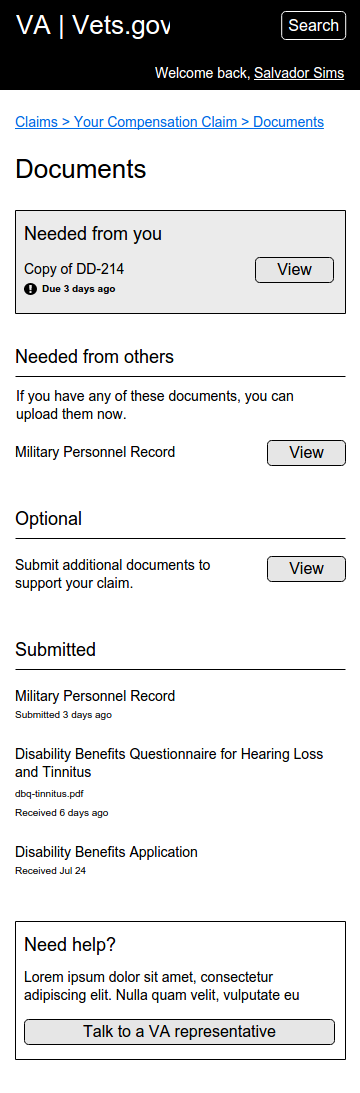 VA | Vets.gov
Search
Welcome back, Salvador Sims
Claims > Your Compensation Claim > Documents
Documents
Needed from you
Copy of DD-214
View
! Due 3 days ago
Needed from others
If you have any of these documents, you can
upload them now.
Military Personnel Record
View
Optional
Submit additional documents to
support your claim.
View
Submitted
Military Personnel Record
Submitted 3 days ago
Disability Benefits Questionnaire for Hearing Loss
and Tinnitus
dbq-tinnitus.pdf
Received 6 days ago
Disability Benefits Application
Received Jul 24
Need help?
Lorem ipsum dolor sit amet, consectetur
adipiscing elit. Nulla quam velit, vulputate eu
Talk to a VA representative